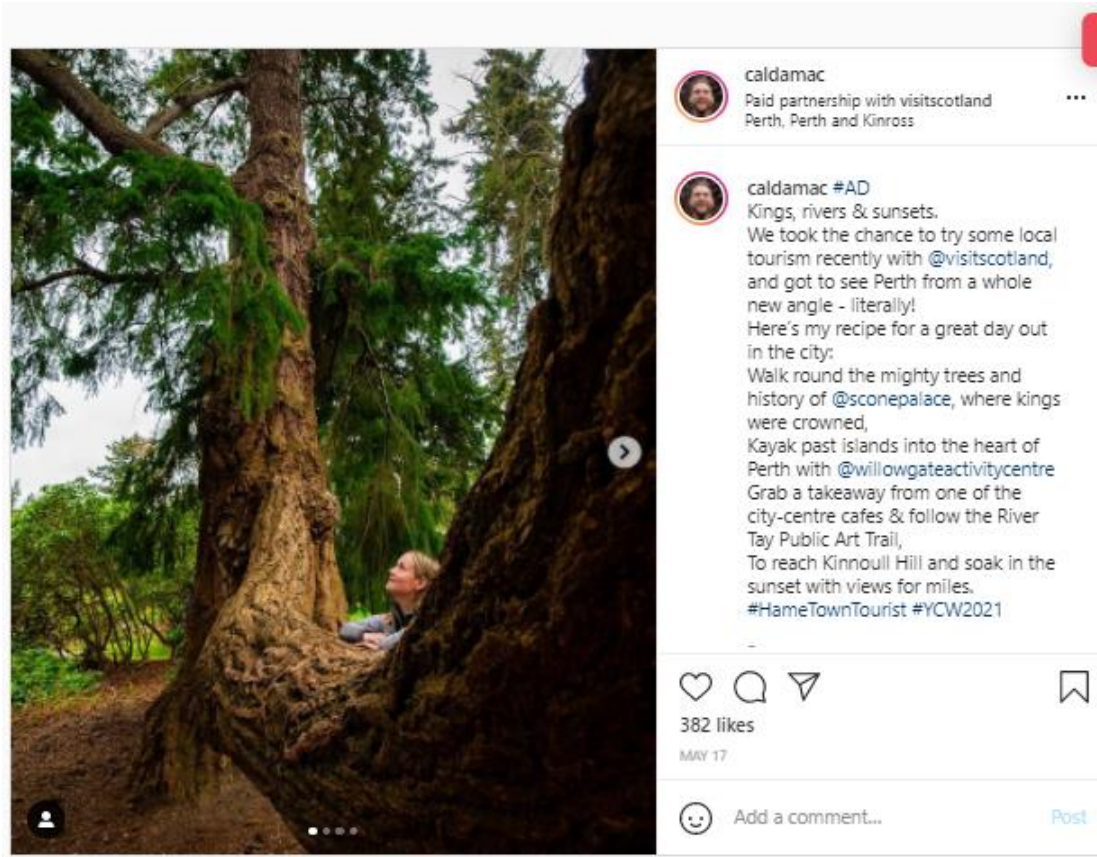 caldamac
Paid partnership with visitscotland
Perth, Perth and Kinross
caldamac #AD
Kings, rivers & sunsets.
We took the chance to try some local
tourism recently with @visitscotland,
and got to see Perth from a whole
new angle - literally!
Here's my recipe for a great day out
in the city:
Walk round the mighty trees and
history of @sconepalace, where kings
were crowned,
Kayak past islands into the heart of
Perth with @willowgateactivitycentre
Grab a takeaway from one of the
city-centre cafes & follow the River
Tay Public Art Trail,
To reach Kinnoull Hill and soak in the
sunset with views for miles.
#HameTownTourist #YCW2021
-
382 likes
MAY 17
Add a comment...
Post